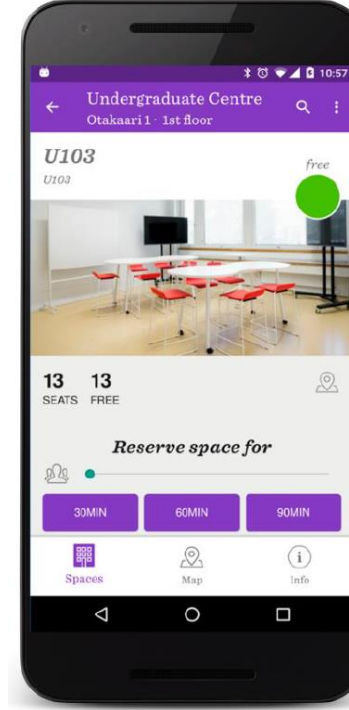 10:57
Undergraduate Centre
Otakaari 1 · 1st floor
U103
free
U103
13 13
SEATS FREE
Reserve space for
30MIN 60MIN 90MIN
Spaces Map Info